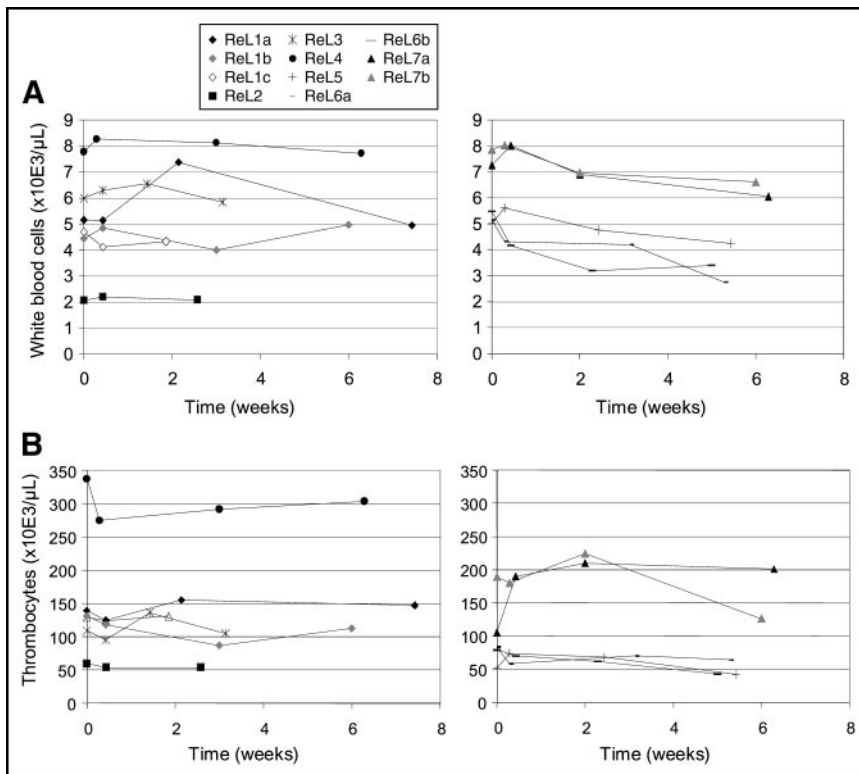 ReL1a ReL3 ReL6b
ReL1b ReL4 ReL7a
ReL1c ReL5 ReL7b
ReL2 ReL6a
A
White blood cells (x10E3/µL)
9
8
7
6
5
4
3
2
1
0
0 2 4 6 8
Time (weeks)
9
8
7
6
5
4
3
2
1
0
0 2 4 6 8
Time (weeks)
B
Thrombocytes (x10E3/µL)
350
300
250
200
150
100
50
0
0 2 4 6 8
Time (weeks)
350
300
250
200
150
100
50
0
0 2 4 6 8
Time (weeks)